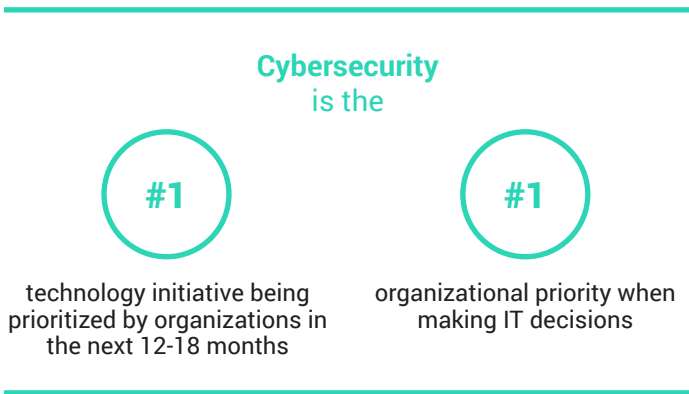 Cybersecurity
is the
#1
technology initiative being
prioritized by organizations in
the next 12-18 months
#1
organizational priority when
making IT decisions